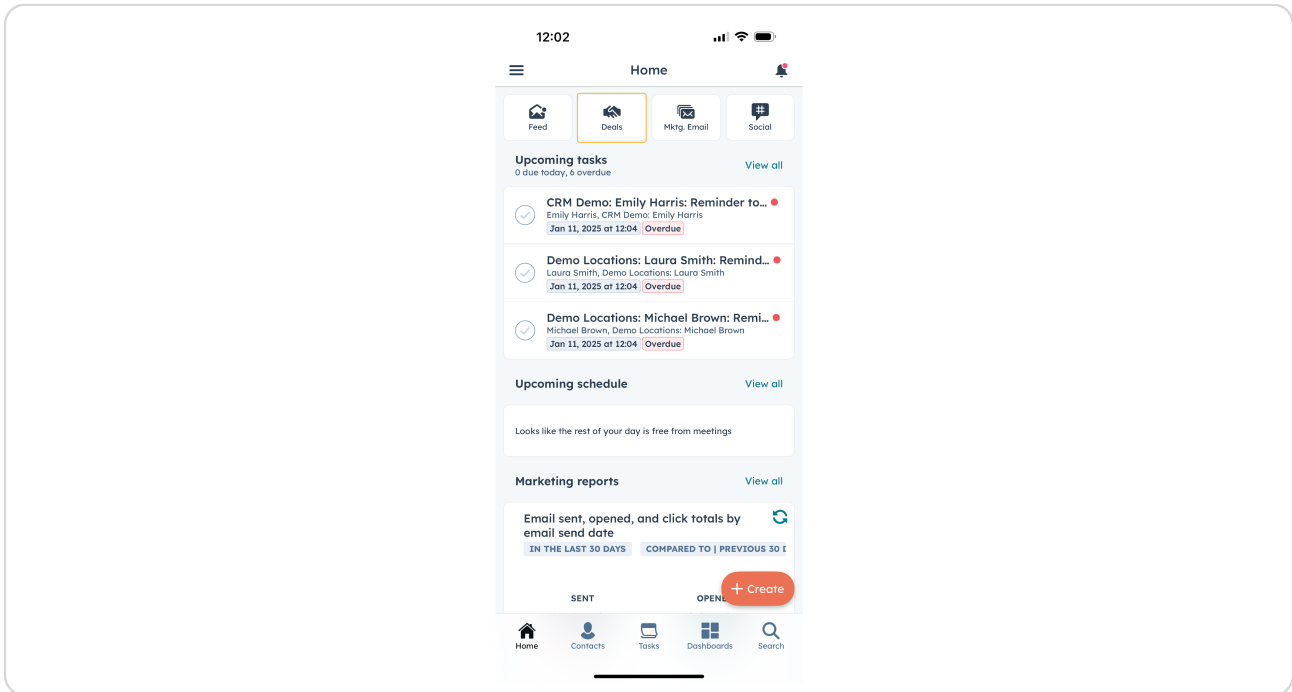 12:02
Home
Feed
Deals
Mktg. Email
Social
Upcoming tasks
View all
0 due today, 6 overdue
CRM Demo: Emily Harris: Reminder to...
Emily Harris, CRM Demo: Emily Harris
Jan 11, 2025 at 12:04 Overdue
Demo Locations: Laura Smith: Remind...
Laura Smith, Demo Locations: Laura Smith
Jan 11, 2025 at 12:04 Overdue
Demo Locations: Michael Brown: Remi...
Michael Brown, Demo Locations: Michael Brown
Jan 11, 2025 at 12:04 Overdue
Upcoming schedule
View all
Looks like the rest of your day is free from meetings
Marketing reports
View all
Email sent, opened, and click totals by
email send date
IN THE LAST 30 DAYS
COMPARED TO | PREVIOUS 30
SENT
+ Create
Home
Contacts
Tasks
Dashboards
Search